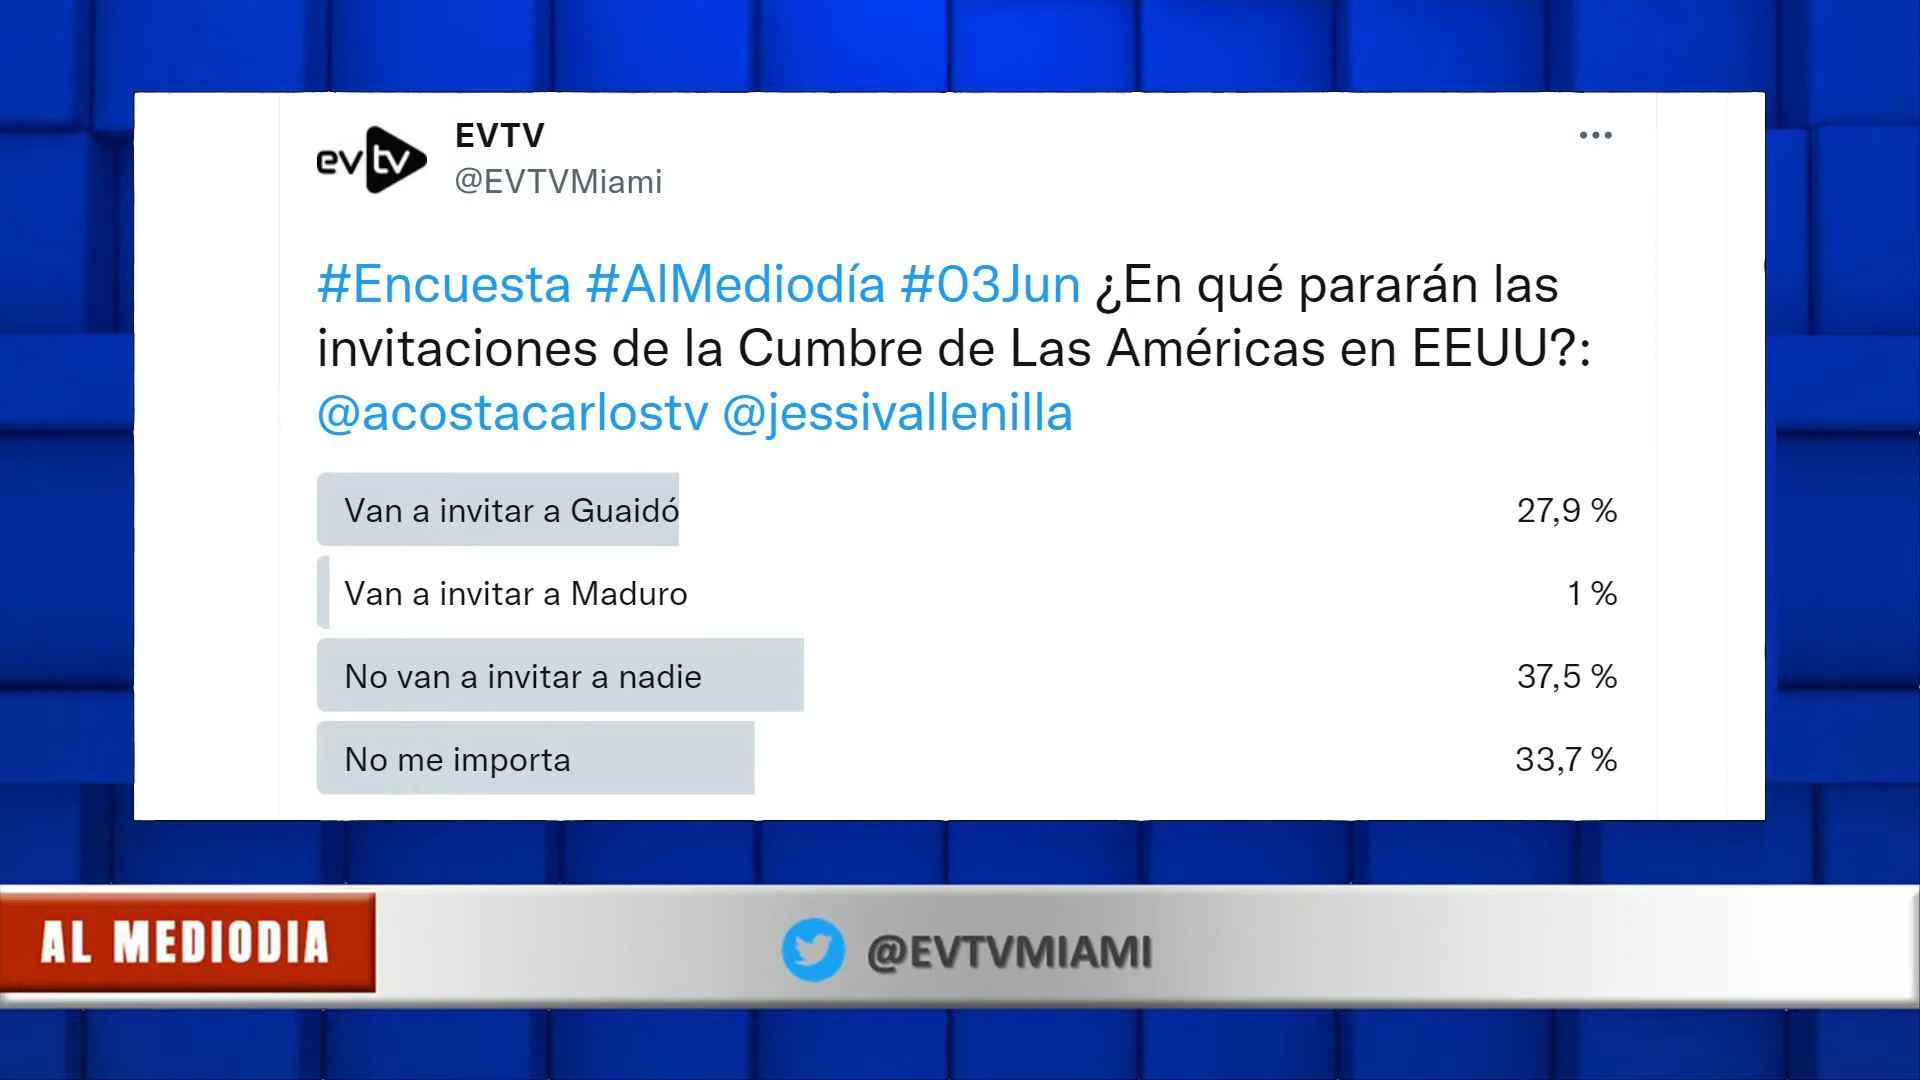 evtv
EVTV
@EVTVMiami
#Encuesta #AlMediodía #03Jun ¿En qué pararán las
invitaciones de la Cumbre de Las Américas en EEUU?:
@acostacarlostv @jessivallenilla
Van a invitar a Guaidó 27,9 %
Van a invitar a Maduro 1 %
No van a invitar a nadie 37,5 %
No me importa 33,7 %
AL MEDIODIA
@EVTVMIAMI